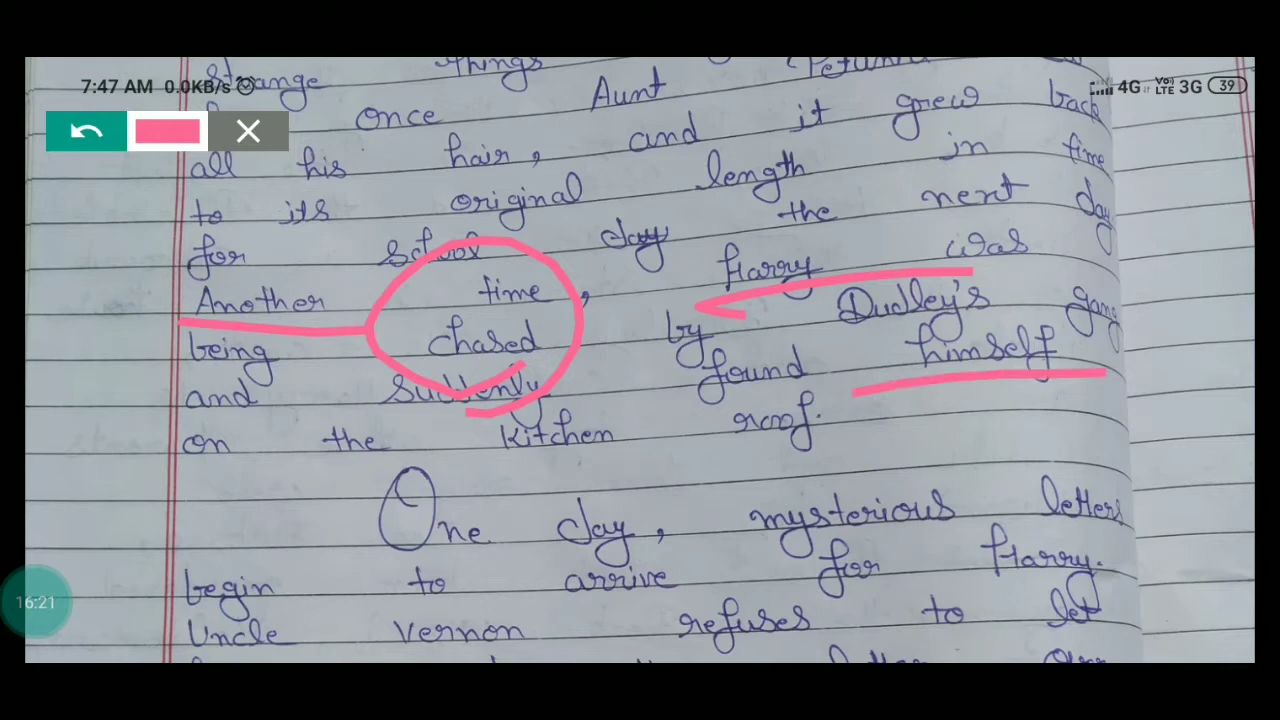 7:47 AM 0.0KB/s 4G VoLTE 3G 39
strange things
once Aunt
all his hair, and it grew back
to its original length in time
for school day the next day
Another time, Harry was
being chased by Dudley's gang
and suddenly found himself
on the kitchen roof.
One day, mysterious letters
begin to arrive for Harry.
Uncle Vernon refuses to let
16:21